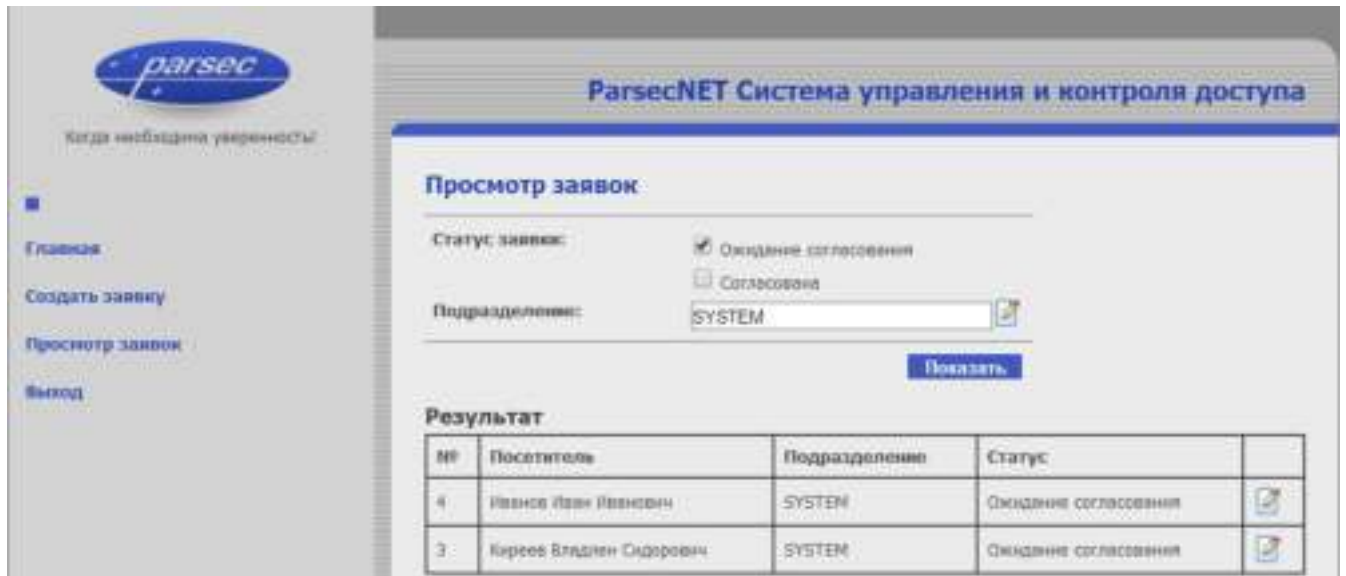 parsec
Когда необходима уверенность!
ParsecNET Система управления и контроля доступа
Главная
Создать заявку
Просмотр заявок
Выход
Просмотр заявок
Статус заявки:
Ожидание согласования
Согласована
Подразделение:
SYSTEM
Показать
Результат
№ Посетитель Подразделение Статус
4 Иванов Иван Иванович SYSTEM Ожидание согласования
3 Киреев Владлен Сидорович SYSTEM Ожидание согласования